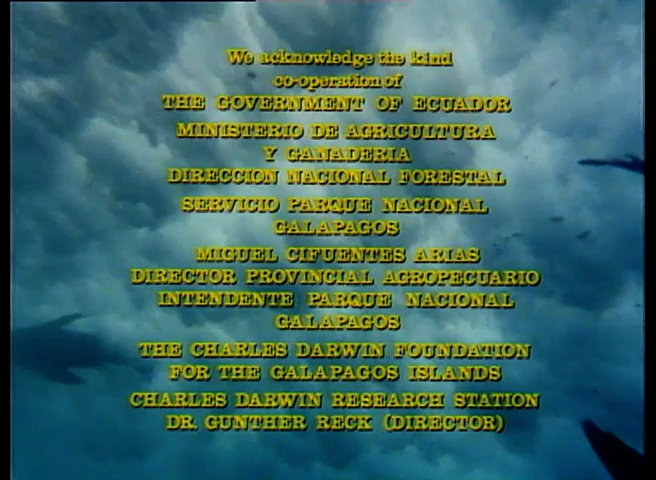 We acknowledge the kind
co-operation of
THE GOVERNMENT OF ECUADOR
MINISTERIO DE AGRICULTURA
Y GANADERIA
DIRECCION NACIONAL FORESTAL
SERVICIO PARQUE NACIONAL
GALAPAGOS
MIGUEL CIFUENTES ARIAS
DIRECTOR PROVINCIAL AGROPECUARIO
INTENDENTE PARQUE NACIONAL
GALAPAGOS
THE CHARLES DARWIN FOUNDATION
FOR THE GALAPAGOS ISLANDS
CHARLES DARWIN RESEARCH STATION
DR. GUNTHER RECK (DIRECTOR)